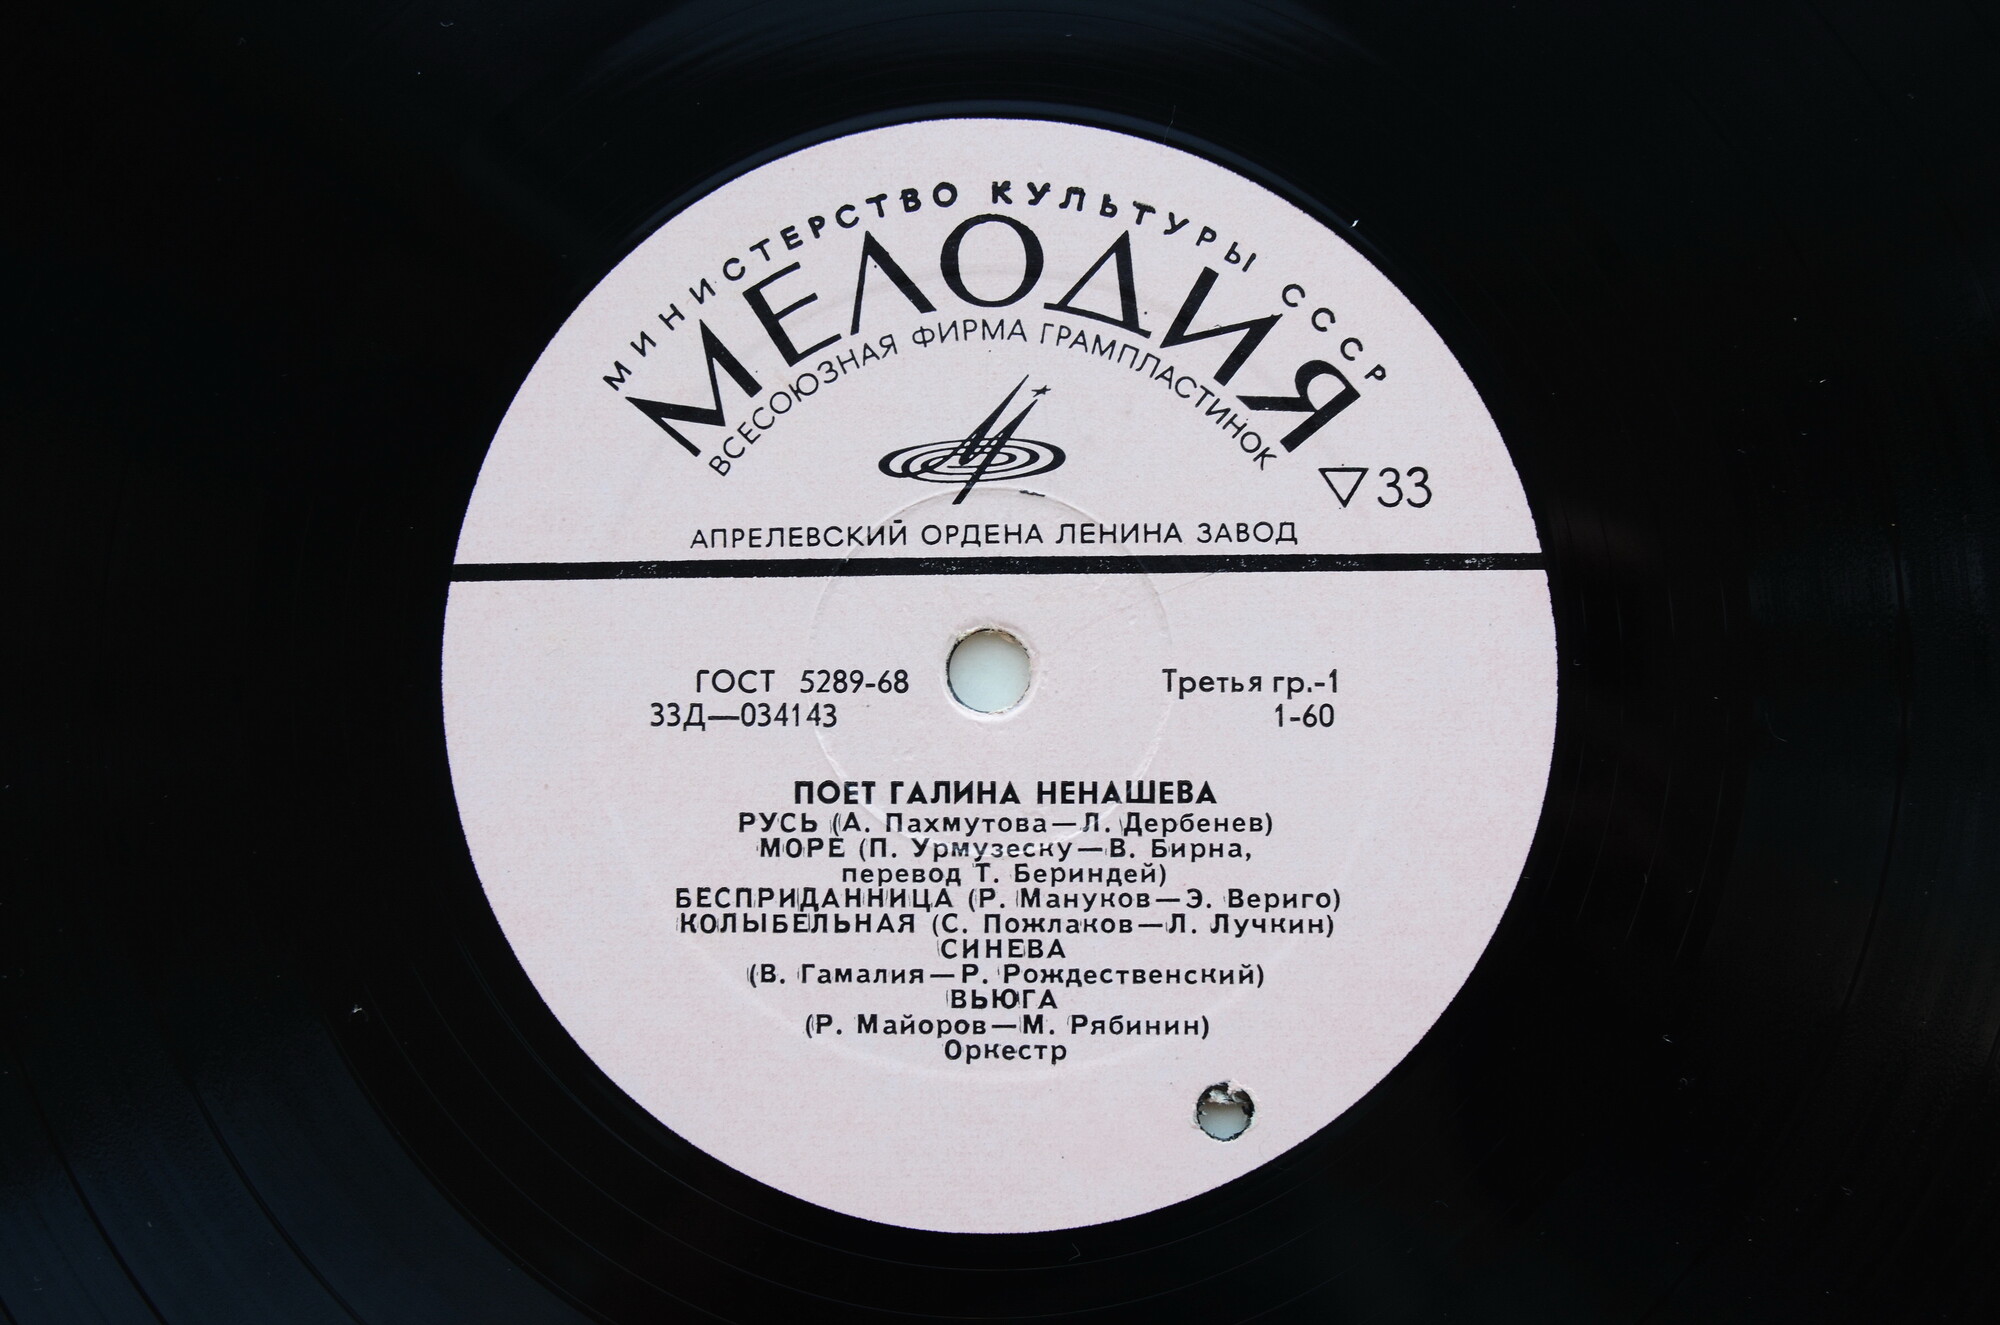 МИНИСТЕРСТВО КУЛЬТУРЫ СССР
МЕЛОДИЯ
ВСЕСОЮЗНАЯ ФИРМА ГРАМПЛАСТИНОК
33
АПРЕЛЕВСКИЙ ОРДЕНА ЛЕНИНА ЗАВОД
ГОСТ 5289-68 Третья гр.-1
33Д—034143 1-60
ПОЕТ ГАЛИНА НЕНАШЕВА
РУСЬ (А. Пахмутова—Л. Дербенев)
МОРЕ (П. Урмузеску—В. Бирна,
перевод Т. Бериндей)
БЕСПРИДАННИЦА (Р. Мануков—Э. Вериго)
КОЛЫБЕЛЬНАЯ (С. Пожлаков—Л. Лучкин)
СИНЕВА
(В. Гамалия—Р. Рождественский)
ВЬЮГА
(Р. Майоров—М. Рябинин)
Оркестр